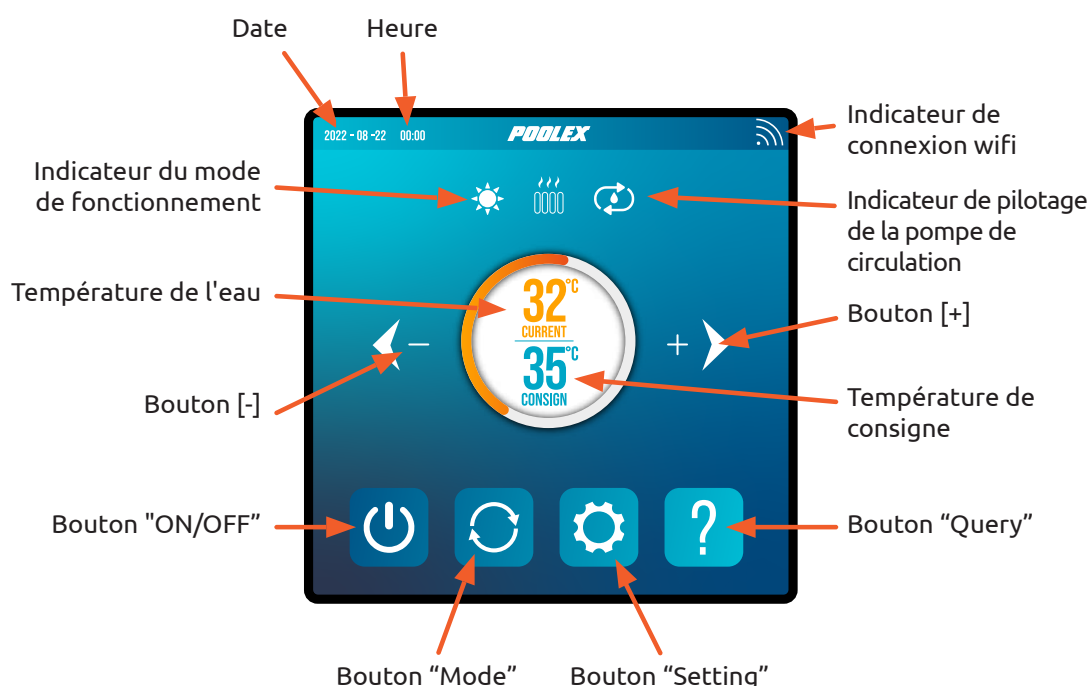 Date
Heure
2022 - 08 -22
00:00
POOLEX
Indicateur de
connexion wifi
Indicateur du mode
de fonctionnement
Indicateur de pilotage
de la pompe de
circulation
Température de l'eau
32°C
CURRENT
35°C
CONSIGN
−
+
Bouton [+]
Bouton [-]
Température de
consigne
Bouton "ON/OFF”
?
Bouton “Query”
Bouton “Mode”
Bouton “Setting”